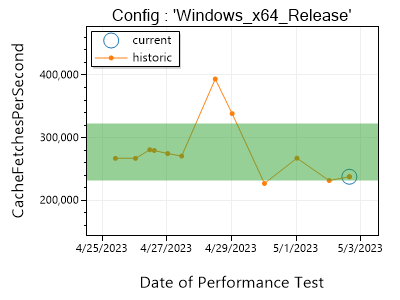 Config : 'Windows_x64_Release'
current
historic
CacheFetchesPerSecond
400,000
300,000
200,000
4/25/2023
4/27/2023
4/29/2023
5/1/2023
5/3/2023
Date of Performance Test